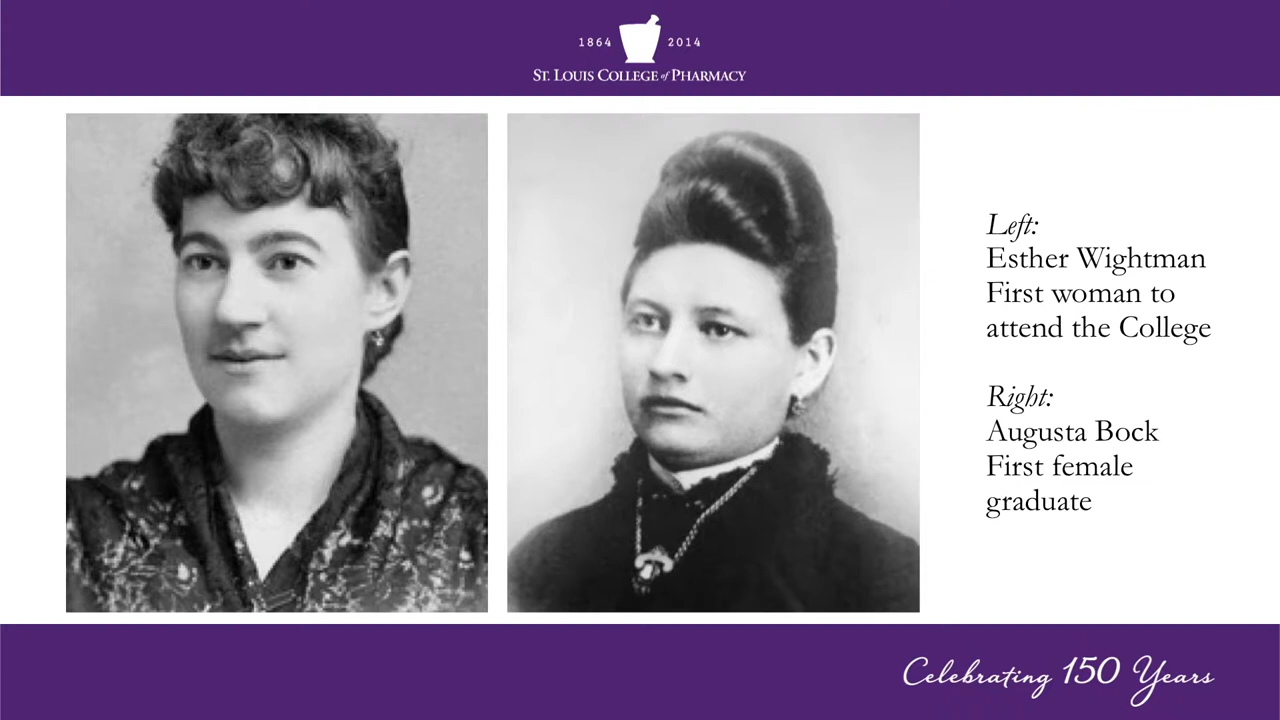 1864 2014
ST. LOUIS COLLEGE of PHARMACY
Left:
Esther Wightman
First woman to
attend the College
Right:
Augusta Bock
First female
graduate
Celebrating 150 Years